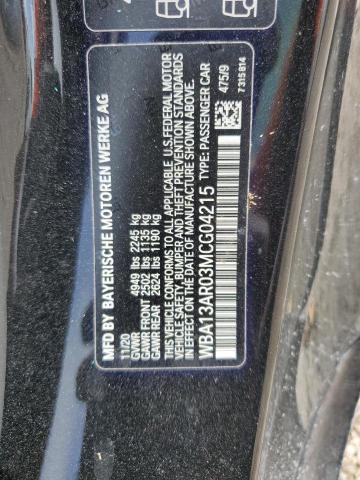 MFD BY BAYERISCHE MOTOREN WERKE AG
11/20
GVWR 4949 lbs 2245 kg
GAWR FRONT 2502 lbs 1135 kg
GAWR REAR 2624 lbs 1190 kg
THIS VEHICLE CONFORMS TO ALL APPLICABLE U.S. FEDERAL MOTOR
VEHICLE SAFETY, BUMPER AND THEFT PREVENTION STANDARDS
IN EFFECT ON THE DATE OF MANUFACTURE SHOWN ABOVE.
WBA13AR03MCG04215 TYPE: PASSENGER CAR
475/9
7 315 814